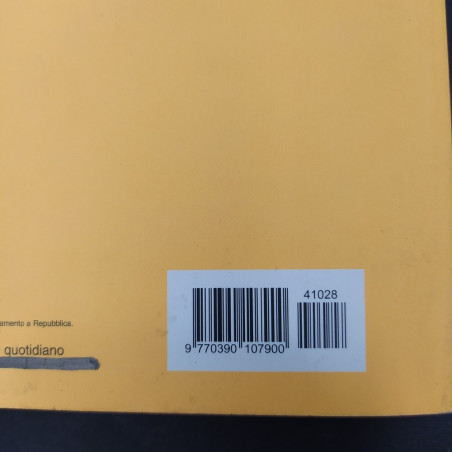 amento a Repubblica.
quotidiano
41028
9 770390 107900